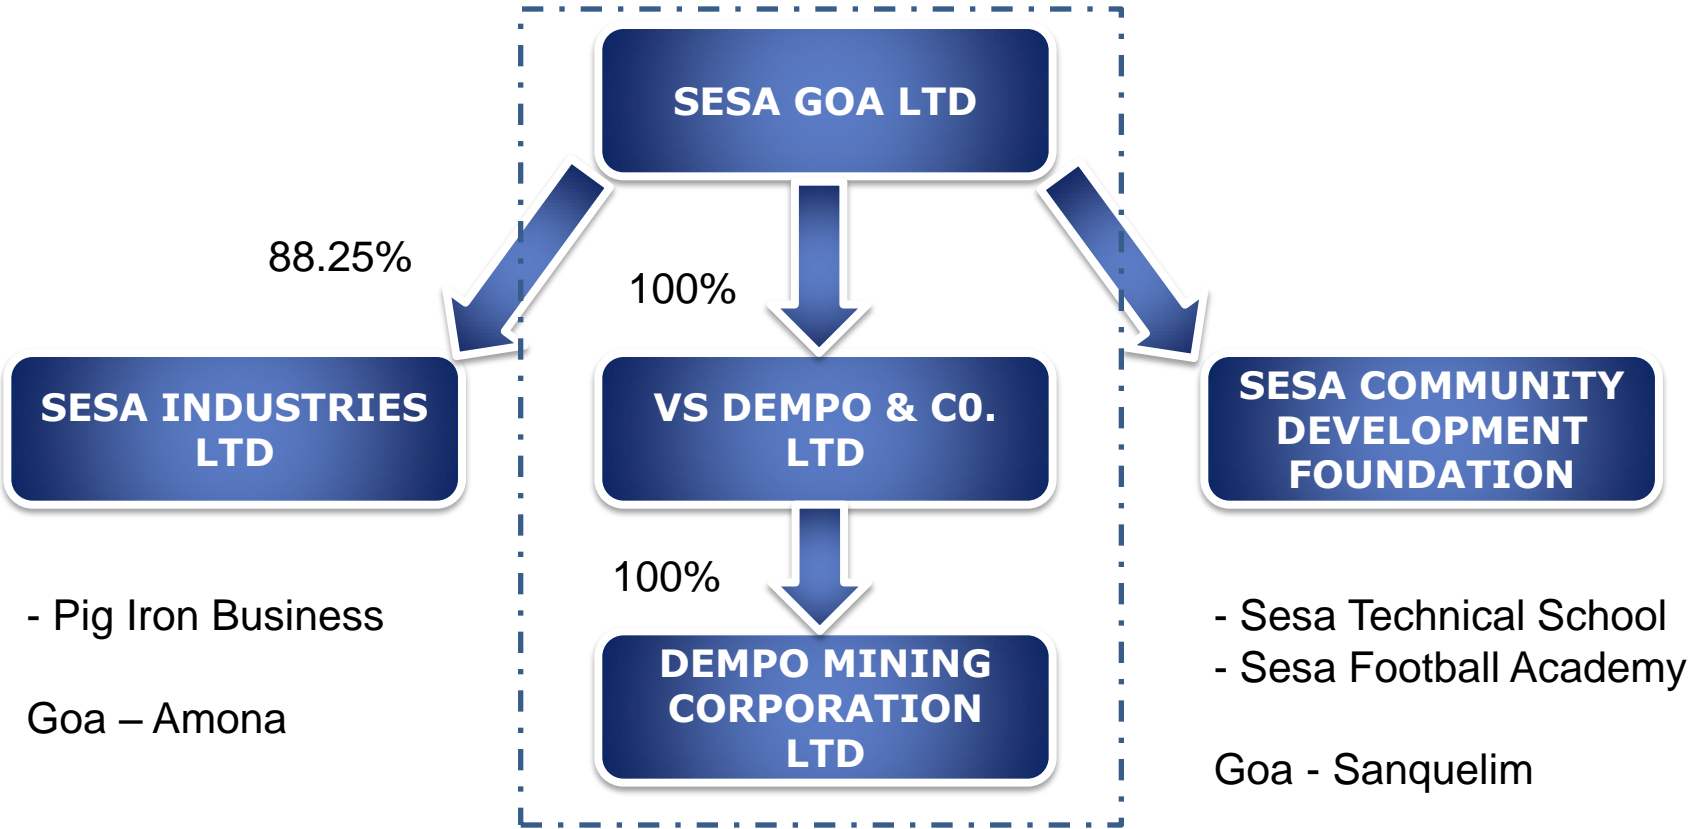 SESA GOA LTD
88.25%
100%
SESA INDUSTRIES
LTD
VS DEMPO & C0.
LTD
SESA COMMUNITY
DEVELOPMENT
FOUNDATION
100%
- Pig Iron Business
Goa – Amona
DEMPO MINING
CORPORATION
LTD
- Sesa Technical School
- Sesa Football Academy
Goa - Sanquelim